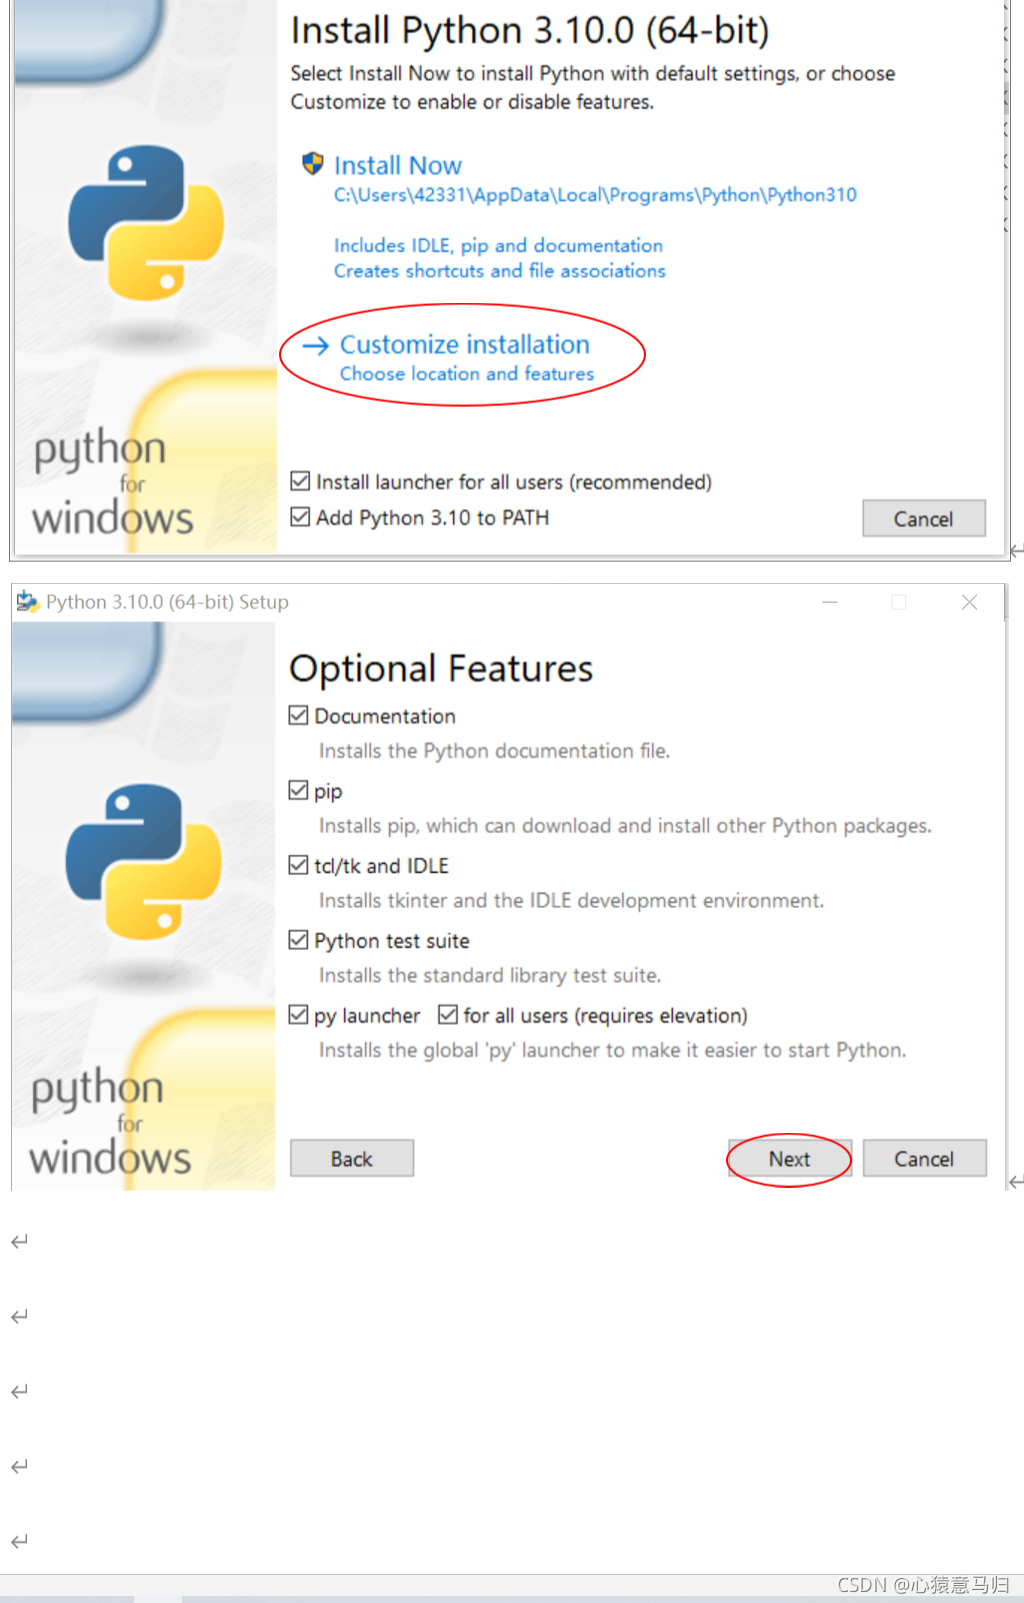 Install Python 3.10.0 (64-bit)
Select Install Now to install Python with default settings, or choose
Customize to enable or disable features.
Install Now
C:\Users\42331\AppData\Local\Programs\Python\Python310
Includes IDLE, pip and documentation
Creates shortcuts and file associations
Customize installation
Choose location and features
python
for
windows
Install launcher for all users (recommended)
Add Python 3.10 to PATH
Cancel
Python 3.10.0 (64-bit) Setup
Optional Features
Documentation
Installs the Python documentation file.
pip
Installs pip, which can download and install other Python packages.
tcl/tk and IDLE
Installs tkinter and the IDLE development environment.
Python test suite
Installs the standard library test suite.
py launcher for all users (requires elevation)
Installs the global 'py' launcher to make it easier to start Python.
python
for
windows
Back Next Cancel
CSDN @心猿意马归